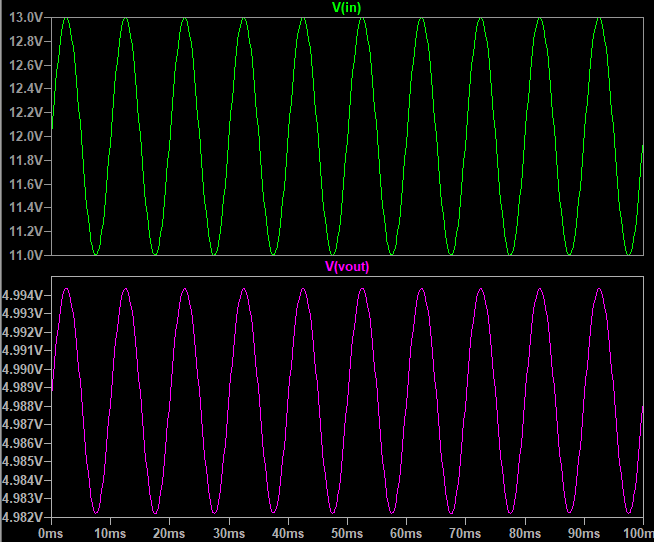 V(in)
13.0V
12.8V
12.6V
12.4V
12.2V
12.0V
11.8V
11.6V
11.4V
11.2V
11.0V
V(vout)
4.994V
4.993V
4.992V
4.991V
4.990V
4.989V
4.988V
4.987V
4.986V
4.985V
4.984V
4.983V
4.982V
0ms 10ms 20ms 30ms 40ms 50ms 60ms 70ms 80ms 90ms 100m